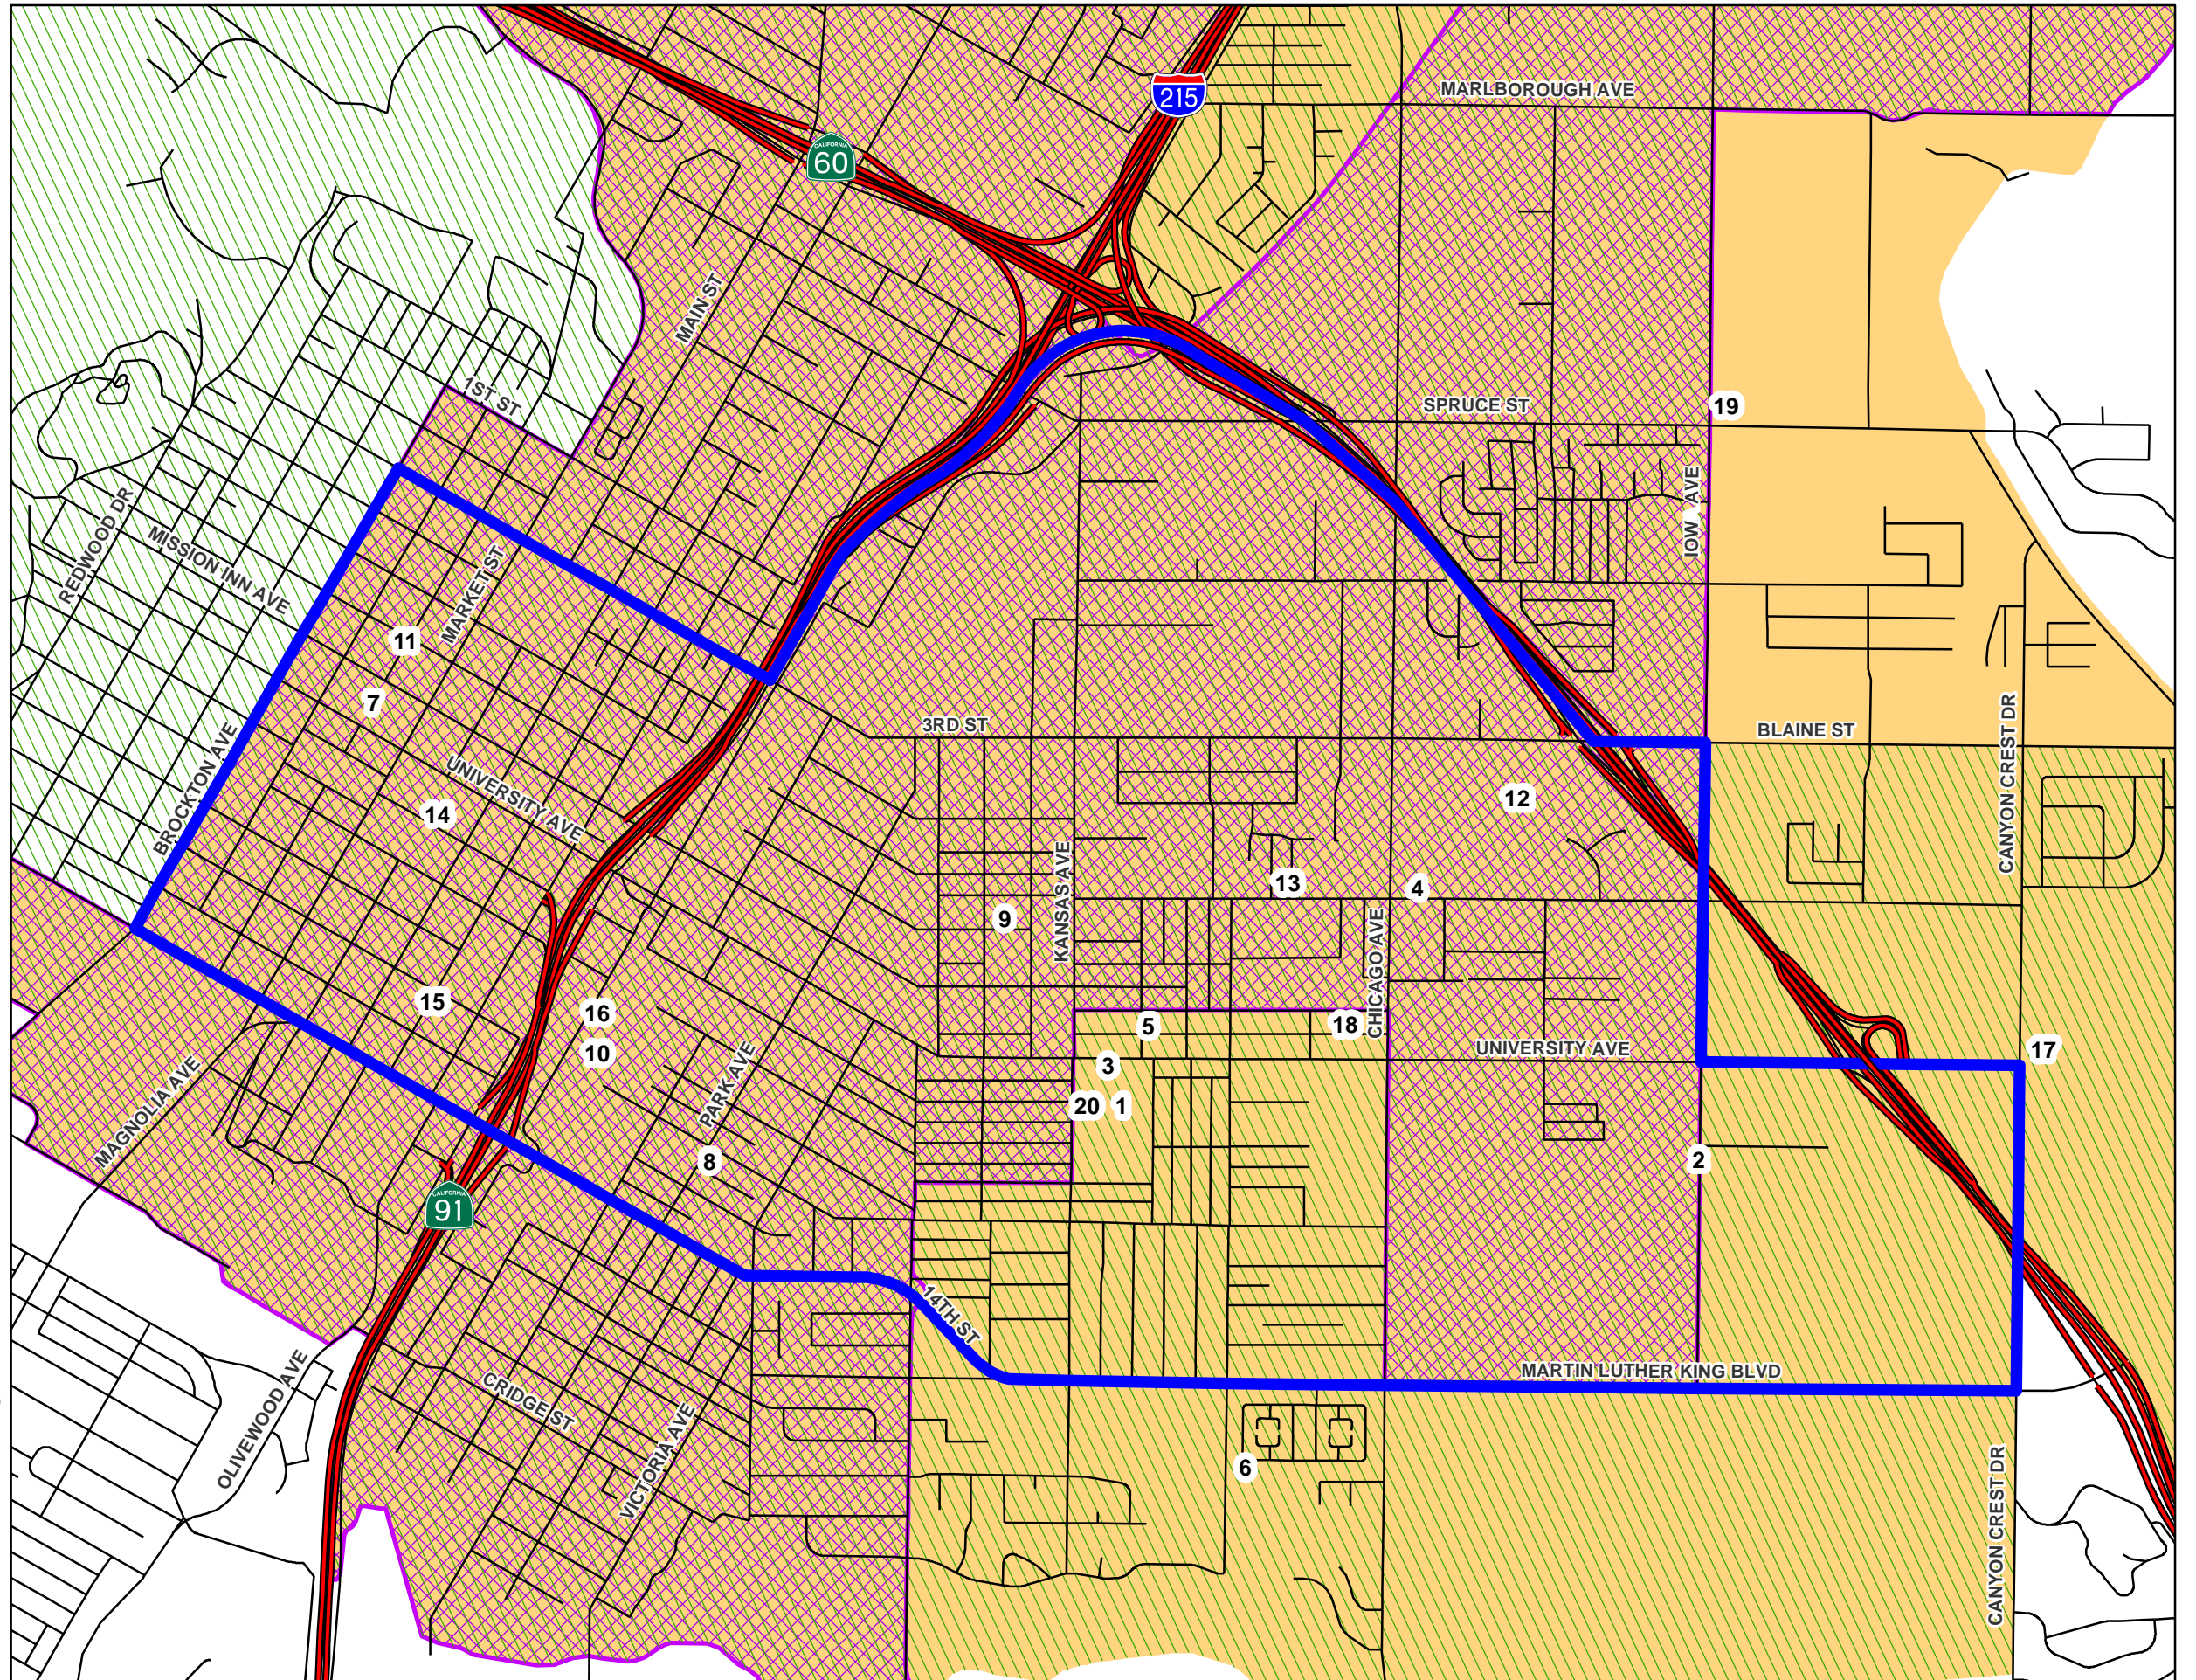 MARLBOROUGH AVE
CALIFORNIA
60
215
MAIN ST
1ST ST
SPRUCE ST
19
IOW AVE
REDWOOD DR
MISSION INN AVE
MARKET ST
11
7
3RD ST
BLAINE ST
CANYON CREST DR
BROCKTON AVE
UNIVERSITY AVE
14
12
13
4
KANSAS AVE
9
CHICAGO AVE
15
16
10
5
18
UNIVERSITY AVE
17
3
20
1
MAGNOLIA AVE
PARK AVE
8
2
CALIFORNIA
91
14TH ST
MARTIN LUTHER KING BLVD
OLIVEWOOD AVE
CRIDGE ST
VICTORIA AVE
6
CANYON CREST DR